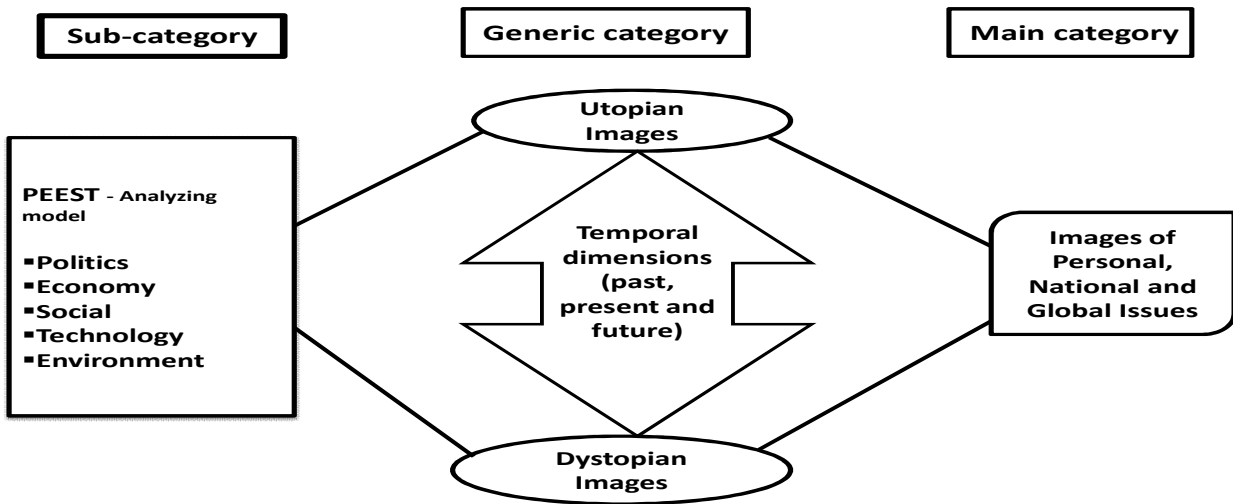 Sub-category
Generic category
Main category
Utopian
Images
PEEST - Analyzing
model
▪Politics
▪Economy
▪Social
▪Technology
▪Environment
Temporal
dimensions
(past,
present and
future)
Images of
Personal,
National and
Global Issues
Dystopian
Images